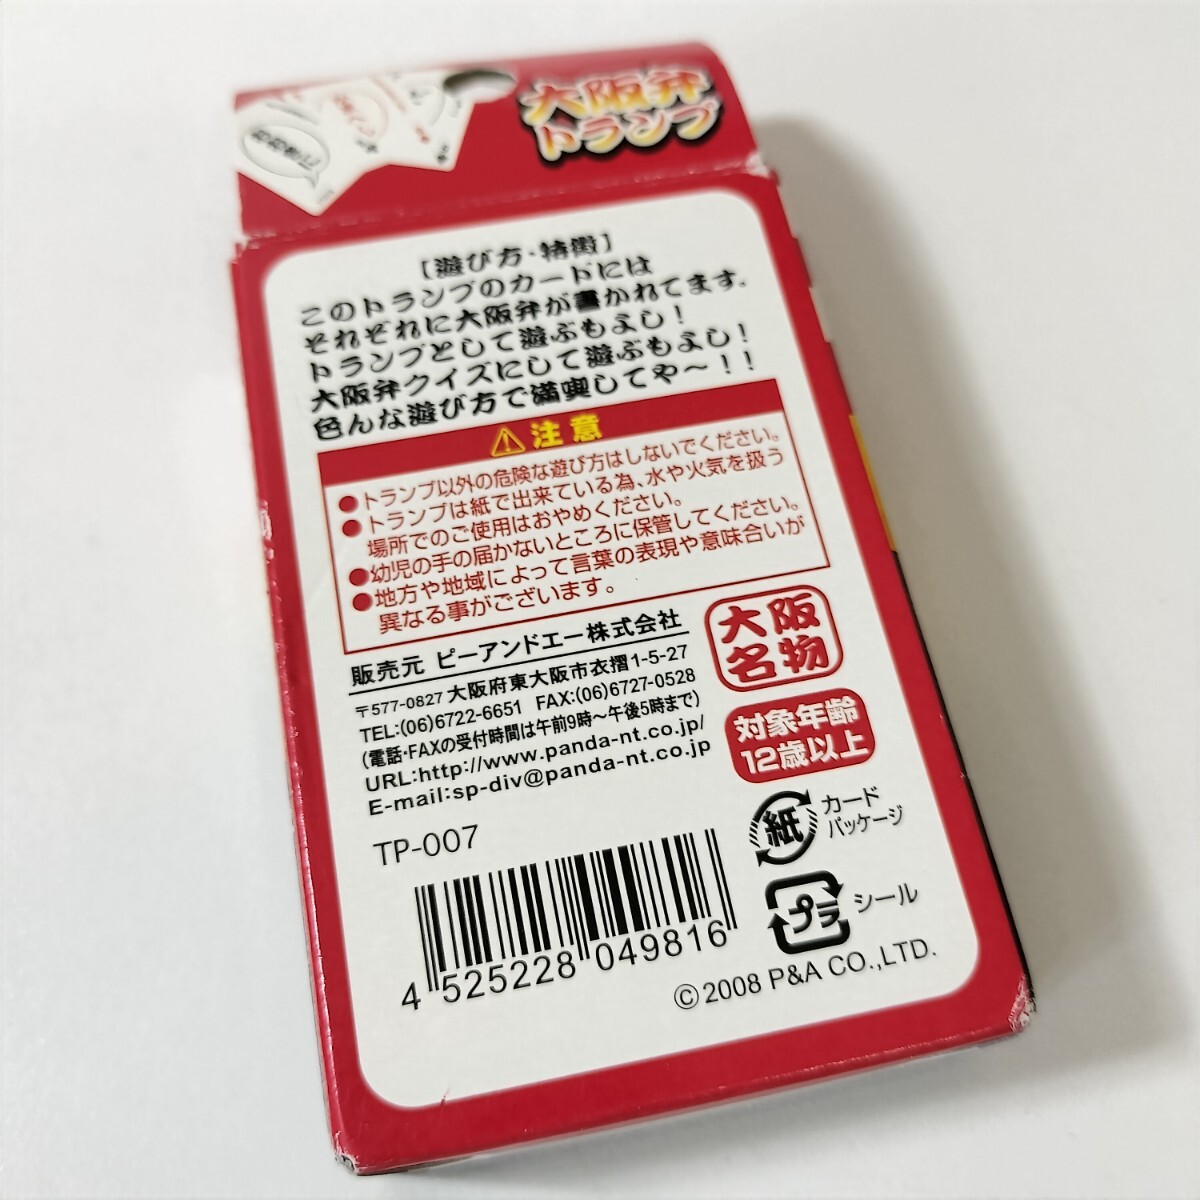 大阪弁
トランプ
[遊び方・特徴]
このトランプのカードには
それぞれに大阪弁が書かれてます.
トランプとして遊ぶもよし!
大阪弁クイズにして遊ぶもよし!
色んな遊び方で満喫してや〜!!
⚠注意
●トランプ以外の危険な遊び方はしないでください。
●トランプは紙で出来ている為、水や火気を扱う
場所でのご使用はおやめください。
●幼児の手の届かないところに保管してください。
●地方や地域によって言葉の表現や意味合いが
異なる事がございます。
販売元 ピーアンドエー株式会社
〒577-0827 大阪府東大阪市衣摺1-5-27
TEL:(06)6722-6651 FAX:(06)6727-0528
(電話・FAXの受付時間は午前9時〜午後5時まで)
URL:http://www.panda-nt.co.jp/
E-mail:sp-div@panda-nt.co.jp
大阪
名物
対象年齢
12歳以上
TP-007
紙
カード
パッケージ
プラ
シール
4 525228 049816
©2008 P&A CO.,LTD.